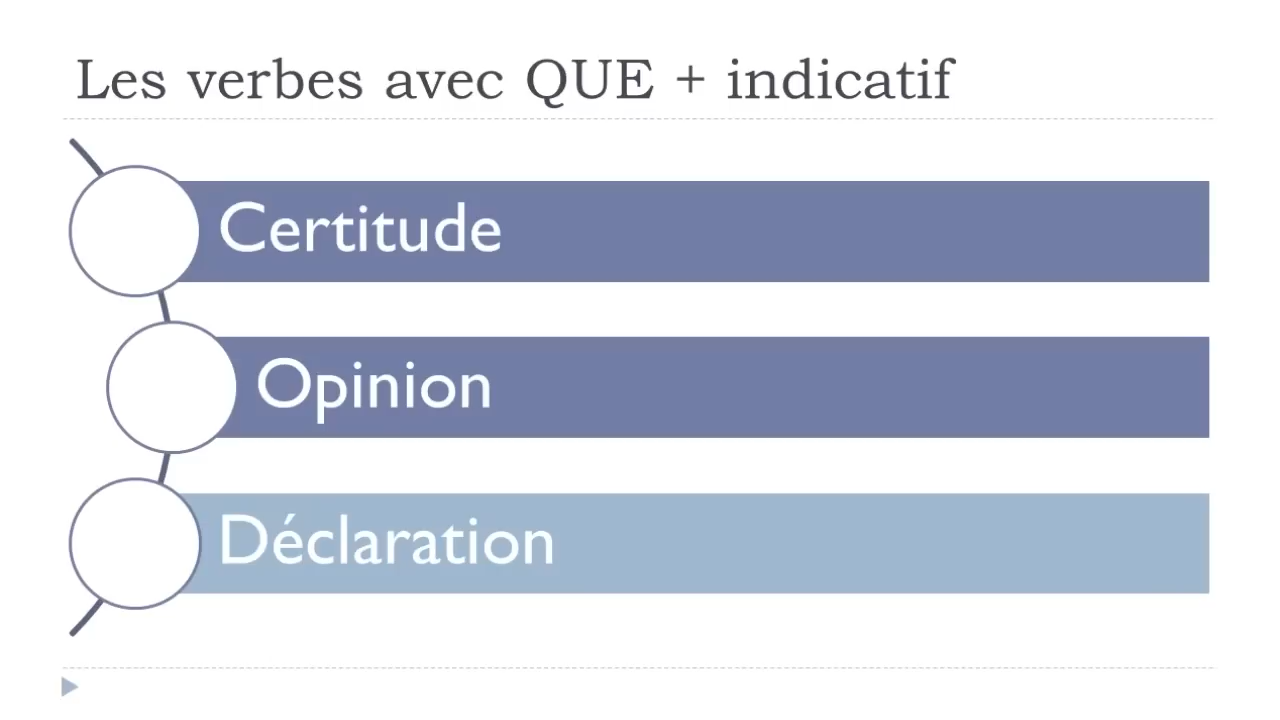 Les verbes avec QUE + indicatif
Certitude
Opinion
Déclaration